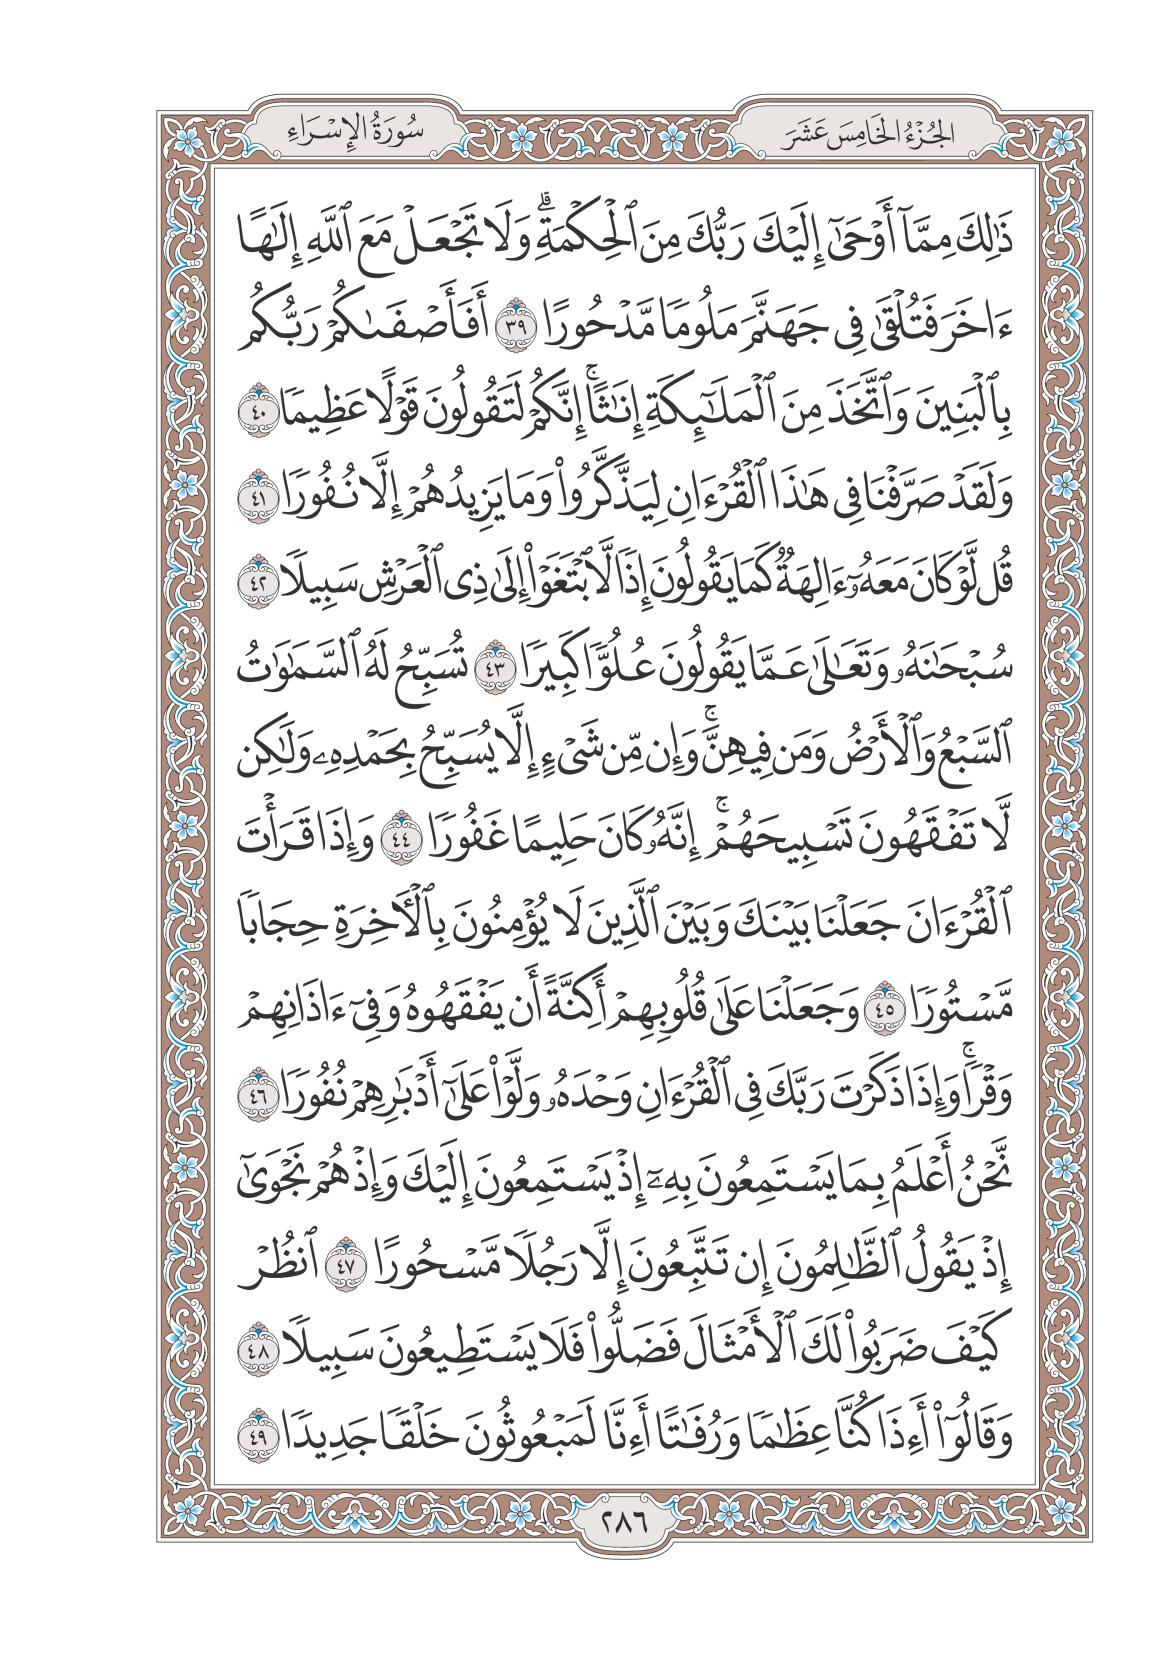 الجُزْءُ الخَامِسَ عَشَرَ
سُورَةُ الإِسْرَاءِ
ذَٰلِكَ مِمَّآ أَوْحَىٰٓ إِلَيْكَ رَبُّكَ مِنَ ٱلْحِكْمَةِۗ وَلَا تَجْعَلْ مَعَ ٱللَّهِ إِلَٰهًا
ءَاخَرَ فَتُلْقَىٰ فِى جَهَنَّمَ مَلُومًا مَّدْحُورًا ٣٩ أَفَأَصْفَىٰكُمْ رَبُّكُم
بِٱلْبَنِينَ وَٱتَّخَذَ مِنَ ٱلْمَلَٰٓئِكَةِ إِنَٰثًاۚ إِنَّكُمْ لَتَقُولُونَ قَوْلًا عَظِيمًا ٤٠
وَلَقَدْ صَرَّفْنَا فِى هَٰذَا ٱلْقُرْءَانِ لِيَذَّكَّرُوا۟ وَمَا يَزِيدُهُمْ إِلَّا نُفُورًا ٤١
قُل لَّوْ كَانَ مَعَهُۥٓ ءَالِهَةٌ كَمَا يَقُولُونَ إِذًا لَّٱبْتَغَوْا۟ إِلَىٰ ذِى ٱلْعَرْشِ سَبِيلًا ٤٢
سُبْحَٰنَهُۥ وَتَعَٰلَىٰ عَمَّا يَقُولُونَ عُلُوًّا كَبِيرًا ٤٣ تُسَبِّحُ لَهُ ٱلسَّمَٰوَٰتُ
ٱلسَّبْعُ وَٱلْأَرْضُ وَمَن فِيهِنَّۚ وَإِن مِّن شَىْءٍ إِلَّا يُسَبِّحُ بِحَمْدِهِۦ وَلَٰكِن
لَّا تَفْقَهُونَ تَسْبِيحَهُمْۚ إِنَّهُۥ كَانَ حَلِيمًا غَفُورًا ٤٤ وَإِذَا قَرَأْتَ
ٱلْقُرْءَانَ جَعَلْنَا بَيْنَكَ وَبَيْنَ ٱلَّذِينَ لَا يُؤْمِنُونَ بِٱلْءَاخِرَةِ حِجَابًا
مَّسْتُورًا ٤٥ وَجَعَلْنَا عَلَىٰ قُلُوبِهِمْ أَكِنَّةً أَن يَفْقَهُوهُ وَفِىٓ ءَاذَانِهِمْ
وَقْرًاۚ وَإِذَا ذَكَرْتَ رَبَّكَ فِى ٱلْقُرْءَانِ وَحْدَهُۥ وَلَّوْا۟ عَلَىٰٓ أَدْبَٰرِهِمْ نُفُورًا ٤٦
نَّحْنُ أَعْلَمُ بِمَا يَسْتَمِعُونَ بِهِۦٓ إِذْ يَسْتَمِعُونَ إِلَيْكَ وَإِذْ هُمْ نَجْوَىٰٓ
إِذْ يَقُولُ ٱلظَّٰلِمُونَ إِن تَتَّبِعُونَ إِلَّا رَجُلًا مَّسْحُورًا ٤٧ ٱنظُرْ
كَيْفَ ضَرَبُوا۟ لَكَ ٱلْأَمْثَالَ فَضَلُّوا۟ فَلَا يَسْتَطِيعُونَ سَبِيلًا ٤٨
وَقَالُوٓا۟ أَءِذَا كُنَّا عِظَٰمًا وَرُفَٰتًا أَءِنَّا لَمَبْعُوثُونَ خَلْقًا جَدِيدًا ٤٩
٢٨٦